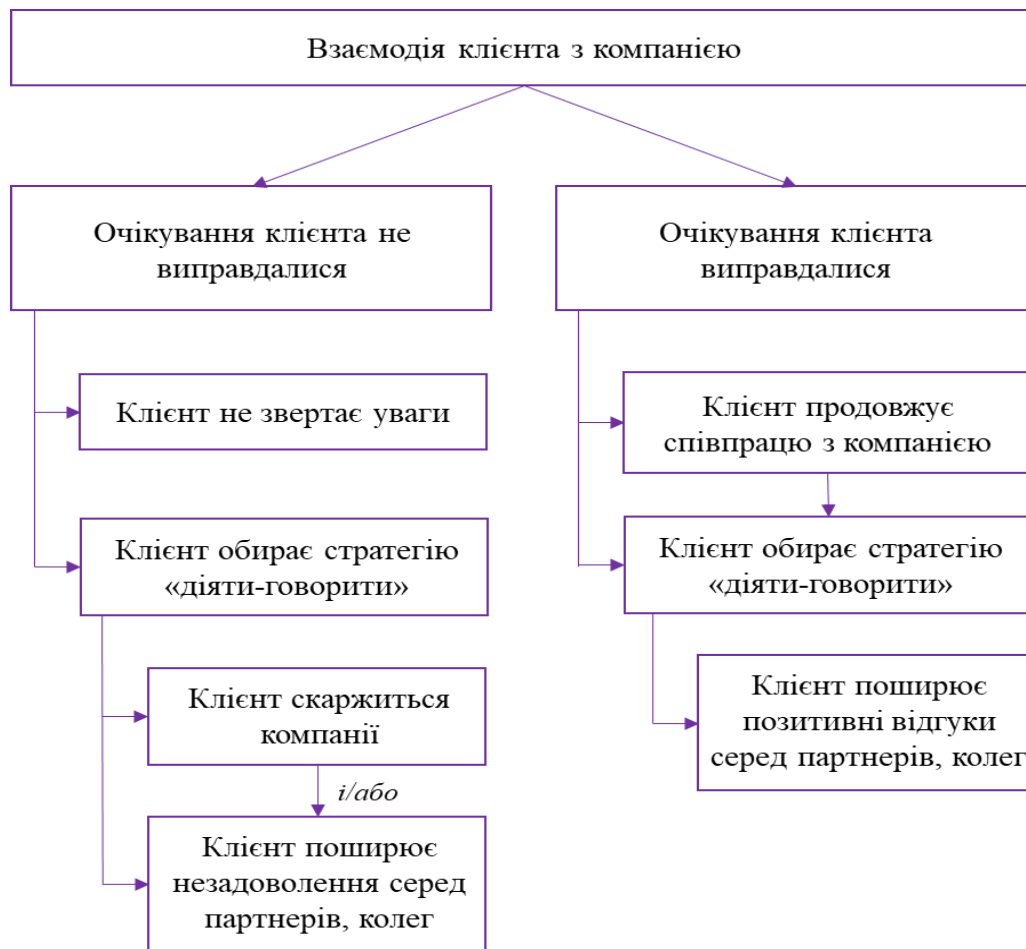 Взаємодія клієнта з компанією
Очікування клієнта не
виправдалися
Очікування клієнта
виправдалися
Клієнт не звертає уваги
Клієнт продовжує
співпрацю з компанією
Клієнт обирає стратегію
«діяти-говорити»
Клієнт обирає стратегію
«діяти-говорити»
Клієнт скаржиться
компанії
Клієнт поширює
позитивні відгуки
серед партнерів, колег
і/або
Клієнт поширює
незадоволення серед
партнерів, колег